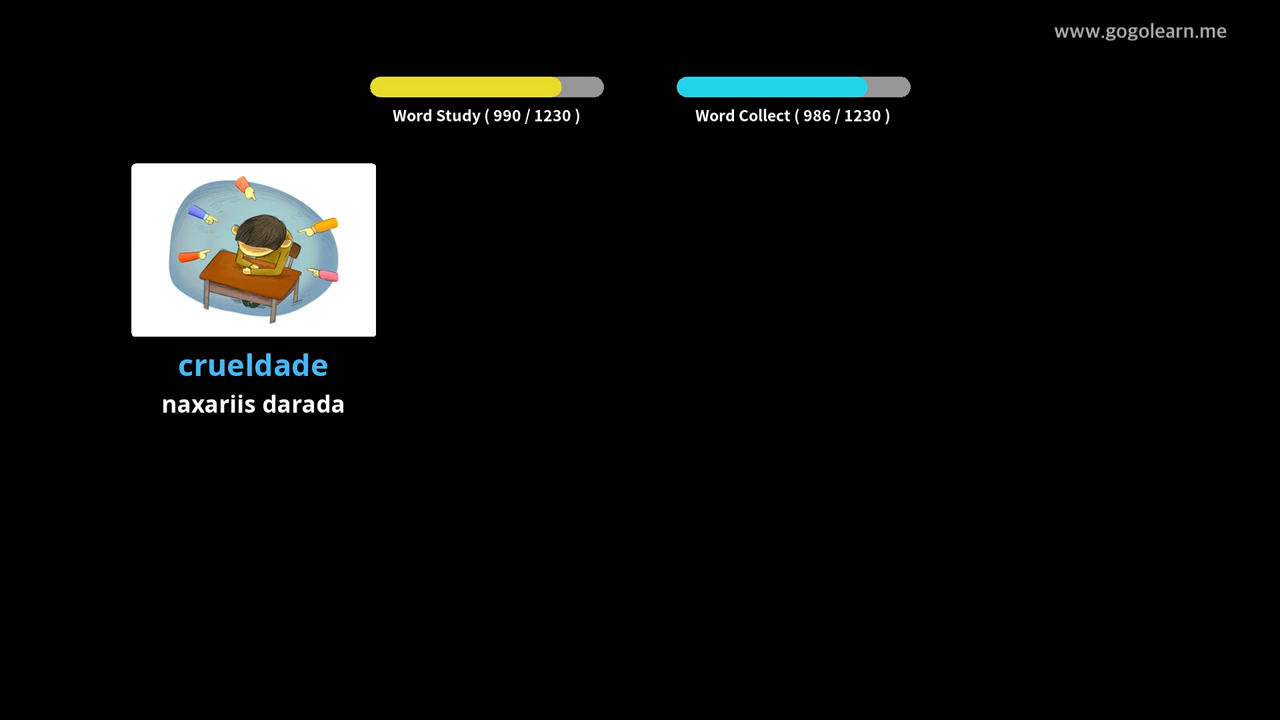 www.gogolearn.me
Word Study ( 990 / 1230 )
Word Collect ( 986 / 1230 )
crueldade
naxariis darada